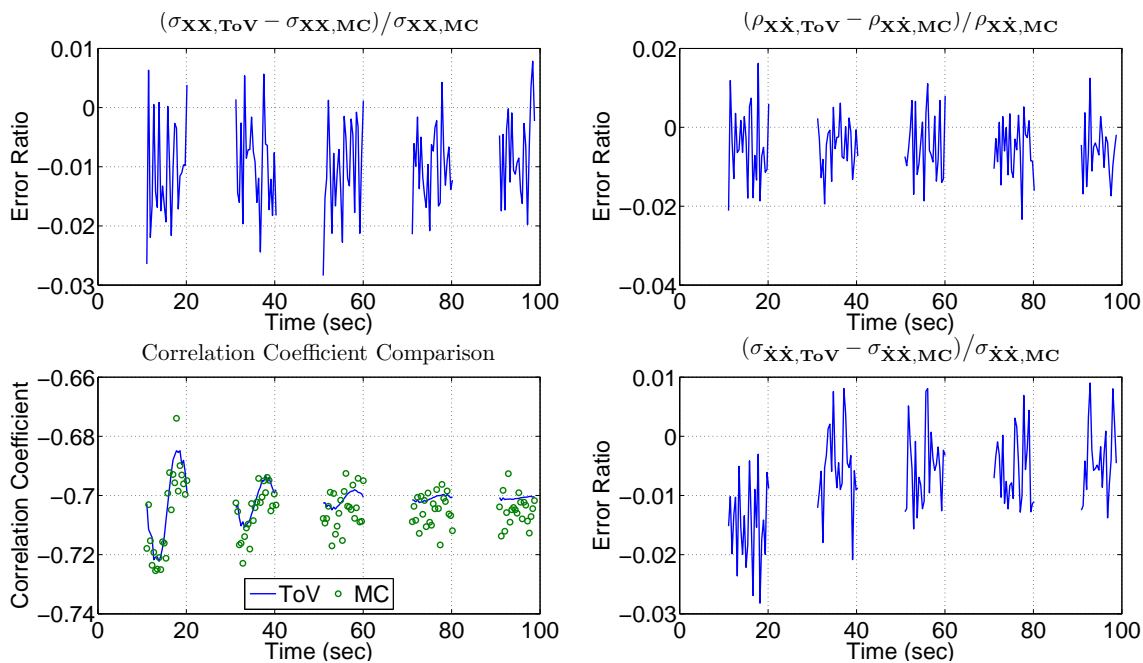 (σXX,ToV − σXX,MC)/σXX,MC
0.01
0
−0.01
−0.02
−0.03
Error Ratio
0 20 40 60 80 100
Time (sec)
(ρXẊ,ToV − ρXẊ,MC)/ρXẊ,MC
0.02
0
−0.02
−0.04
Error Ratio
0 20 40 60 80 100
Time (sec)
Correlation Coefficient Comparison
−0.66
−0.68
−0.7
−0.72
−0.74
Correlation Coefficient
ToV MC
0 20 40 60 80 100
Time (sec)
(σẊẊ,ToV − σẊẊ,MC)/σẊẊ,MC
0.01
0
−0.01
−0.02
−0.03
Error Ratio
0 20 40 60 80 100
Time (sec)